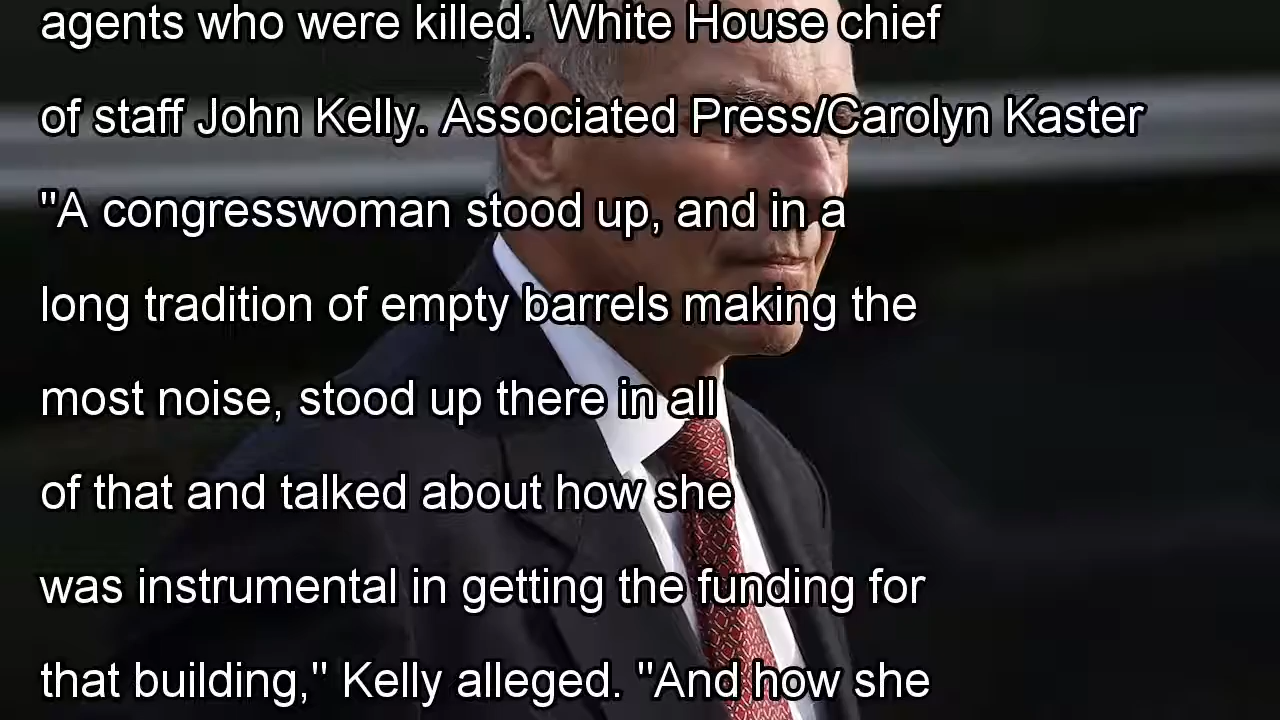 agents who were killed. White House chief
of staff John Kelly. Associated Press/Carolyn Kaster
"A congresswoman stood up, and in a
long tradition of empty barrels making the
most noise, stood up there in all
of that and talked about how she
was instrumental in getting the funding for
that building," Kelly alleged. "And how she